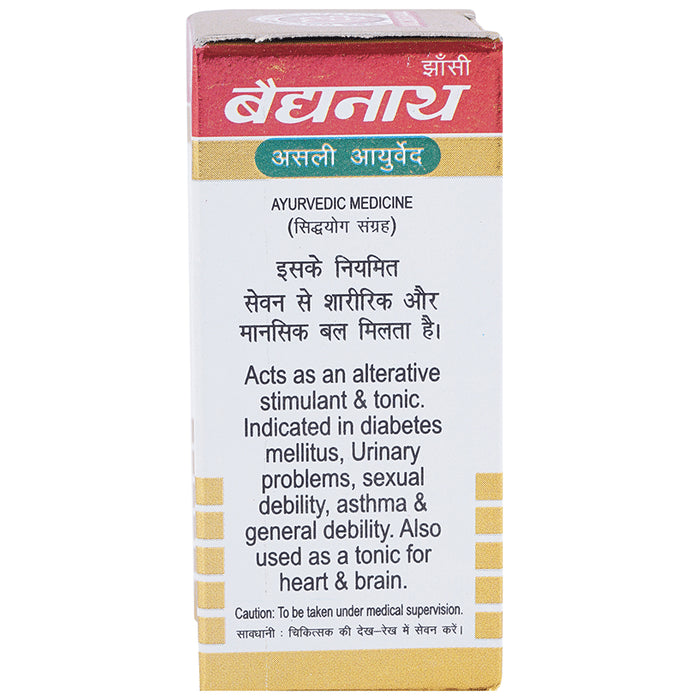 झाँसी
बैद्यनाथ
असली आयुर्वेद
AYURVEDIC MEDICINE
(सिद्धयोग संग्रह)
इसके नियमित
सेवन से शारीरिक और
मानसिक बल मिलता है।
Acts as an alterative
stimulant & tonic.
Indicated in diabetes
mellitus, Urinary
problems, sexual
debility, asthma &
general debility. Also
used as a tonic for
heart & brain.
Caution: To be taken under medical supervision.
सावधानी : चिकित्सक की देख–रेख में सेवन करें।